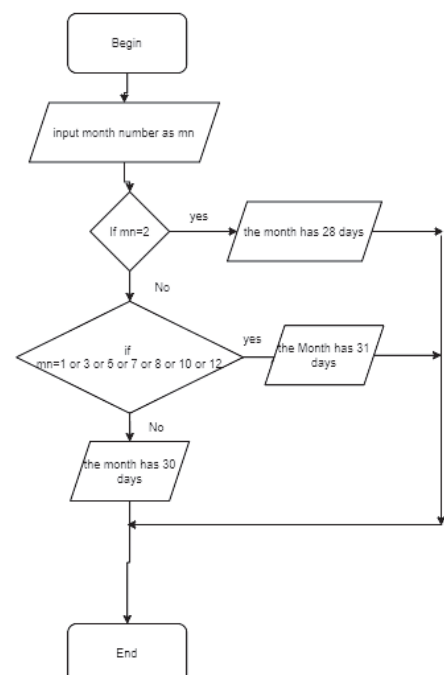 Begin
input month number as mn
If mn=2
yes
the month has 28 days
No
if
mn=1 or 3 or 5 or 7 or 8 or 10 or 12
yes
the Month has 31
days
No
the month has 30
days
End